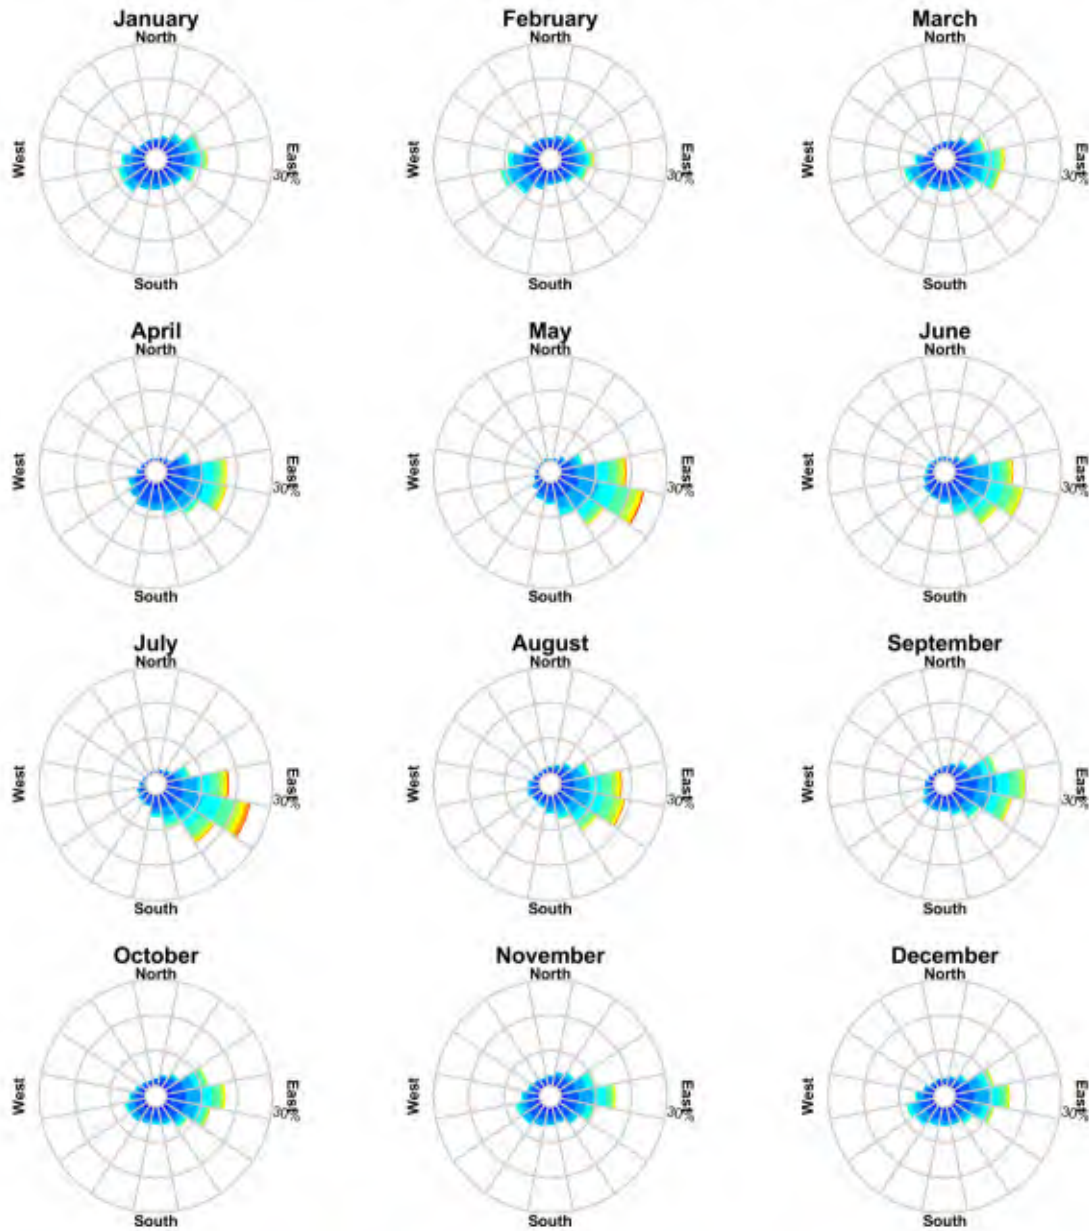 January
North
West
East
30%
South
February
North
West
East
30%
South
March
North
West
East
30%
South
April
North
West
East
30%
South
May
North
West
East
30%
South
June
North
West
East
30%
South
July
North
West
East
30%
South
August
North
West
East
30%
South
September
North
West
East
30%
South
October
North
West
East
30%
South
November
North
West
East
30%
South
December
North
West
East
30%
South